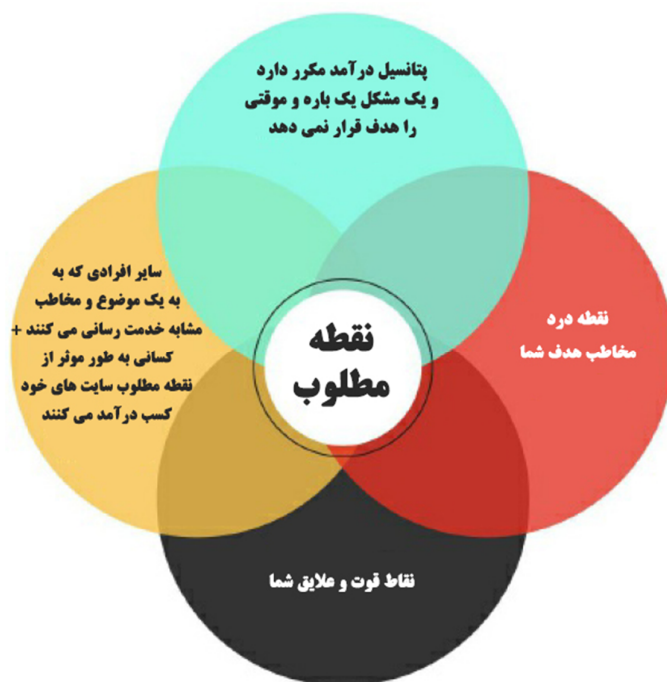 پتانسیل درآمد مکرر دارد
و یک مشکل یک باره و موقتی
را هدف قرار نمی دهد
نقطه درد
مخاطب هدف شما
نقطه
مطلوب
سایر افرادی که به
به یک موضوع و مخاطب
مشابه خدمت رسانی می کنند +
کسانی به طور موثر از
نقطه مطلوب سایت های خود
کسب درآمد می کنند
نقاط قوت و علایق شما